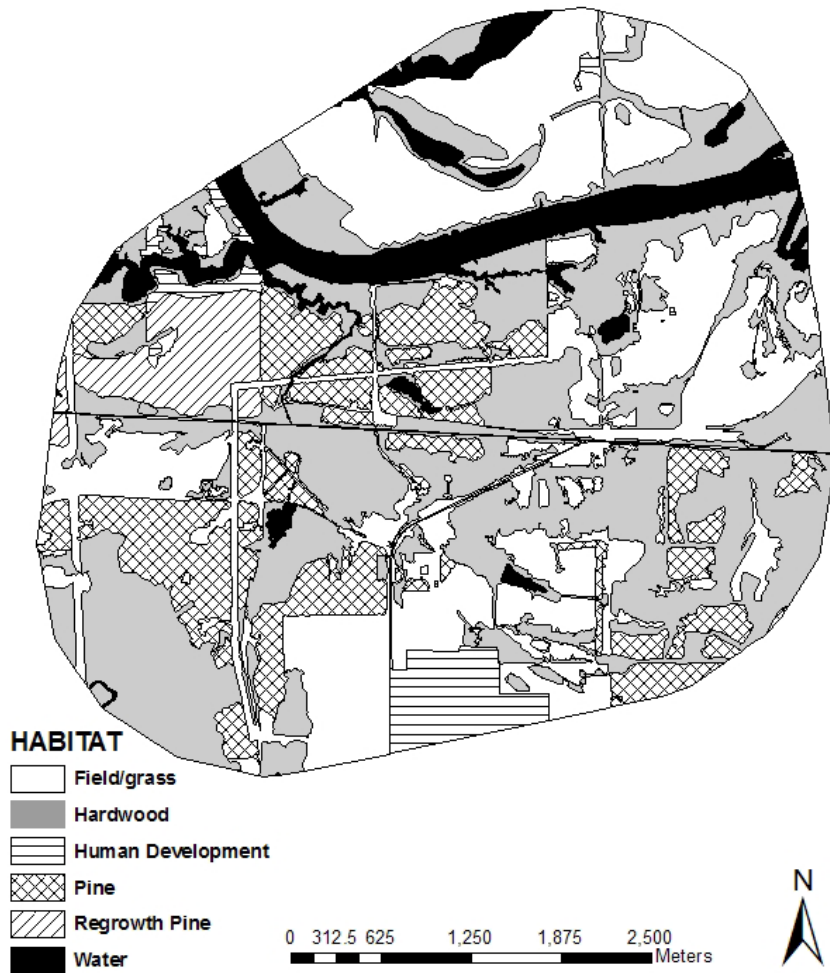 HABITAT
Field/grass
Hardwood
Human Development
Pine
Regrowth Pine
Water
0 312.5 625 1,250 1,875 2,500
Meters
N